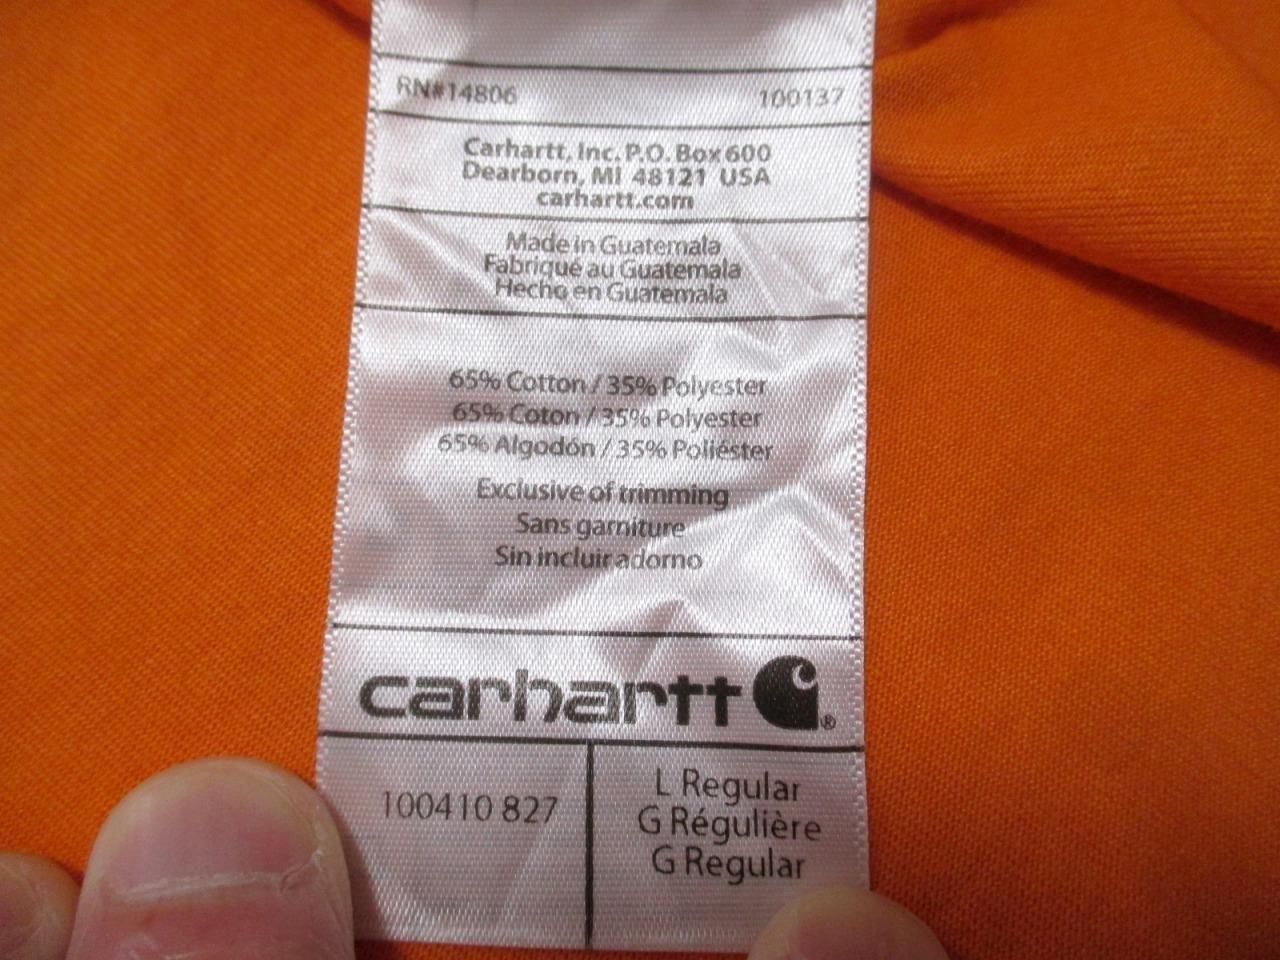 RN#14806 100137
Carhartt, Inc. P.O. Box 600
Dearborn, MI 48121 USA
carhartt.com
Made in Guatemala
Fabriqué au Guatemala
Hecho en Guatemala
65% Cotton / 35% Polyester
65% Coton / 35% Polyester
65% Algodón / 35% Poliéster
Exclusive of trimming
Sans garniture
Sin incluir adorno
carhartt ®
100410 827
L Regular
G Régulière
G Regular